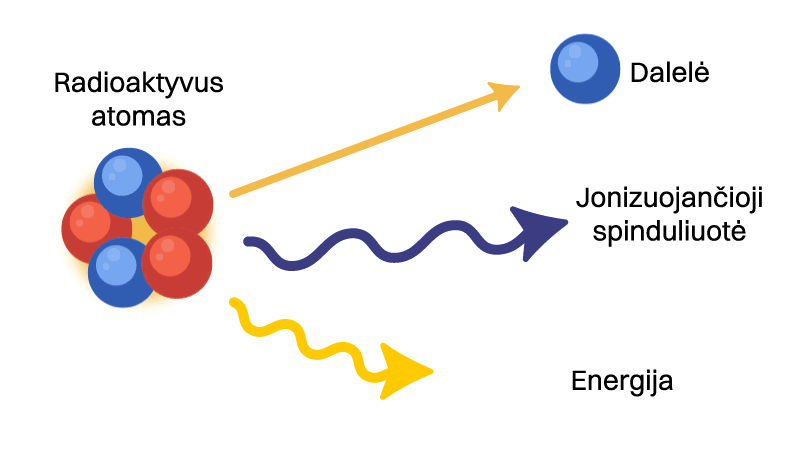 Radioaktyvus
atomas
Dalelė
Jonizuojančioji
spinduliuotė
Energija